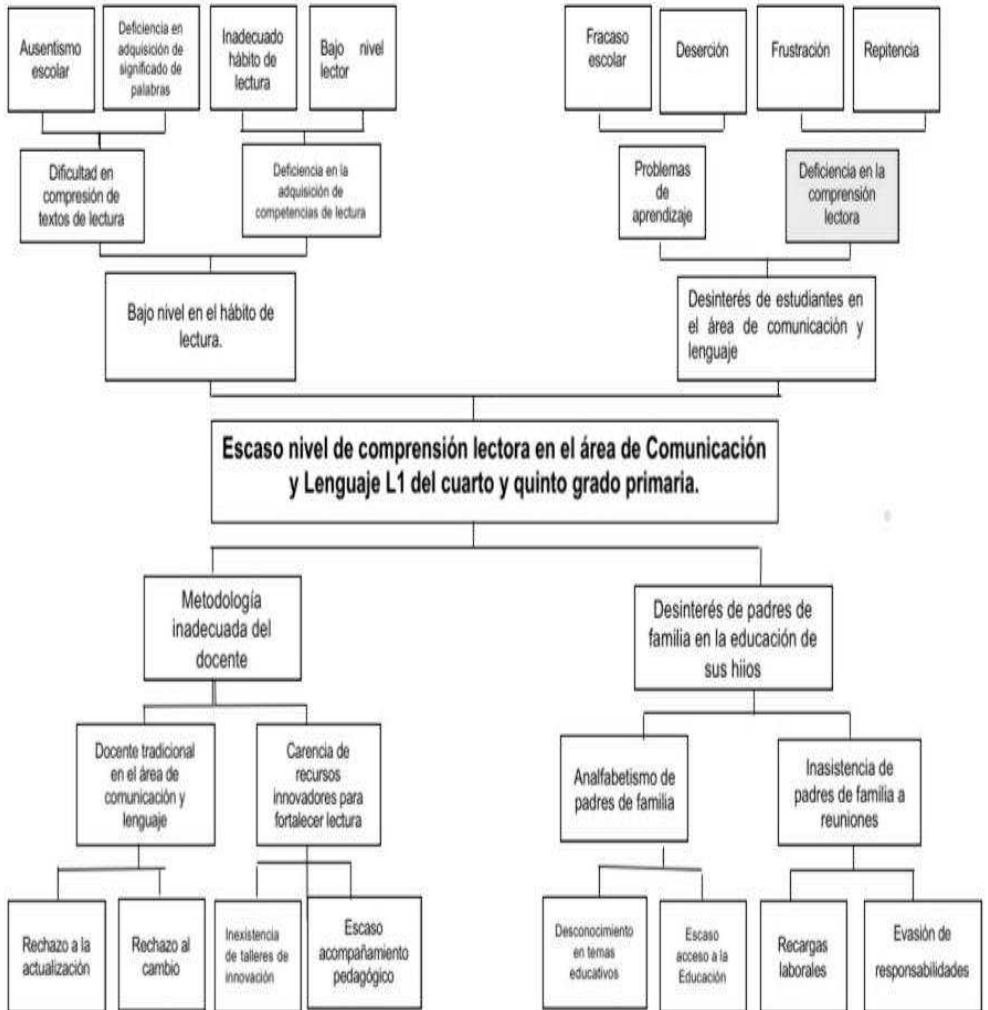 Ausentismo
escolar
Deficiencia en
adquisición de
significado de
palabras
Inadecuado
hábito de
lectura
Bajo nivel
lector
Fracaso
escolar
Deserción
Frustración
Repitencia
Dificultad en
compresión de
textos de lectura
Deficiencia en la
adquisición de
competencias de lectura
Problemas
de
aprendizaje
Deficiencia en la
comprensión
lectora
Bajo nivel en el hábito de
lectura.
Desinterés de estudiantes en
el área de comunicación y
lenguaje
Escaso nivel de comprensión lectora en el área de Comunicación
y Lenguaje L1 del cuarto y quinto grado primaria.
Metodología
inadecuada del
docente
Desinterés de padres de
familia en la educación de
sus hijos
Docente tradicional
en el área de
comunicación y
lenguaje
Carencia de
recursos
innovadores para
fortalecer lectura
Analfabetismo de
padres de familia
Inasistencia de
padres de familia a
reuniones
Rechazo a la
actualización
Rechazo al
cambio
Inexistencia
de talleres de
innovación
Escaso
acompañamiento
pedagógico
Desconocimiento
en temas
educativos
Escaso
acceso a la
Educación
Recargas
laborales
Evasión de
responsabilidades